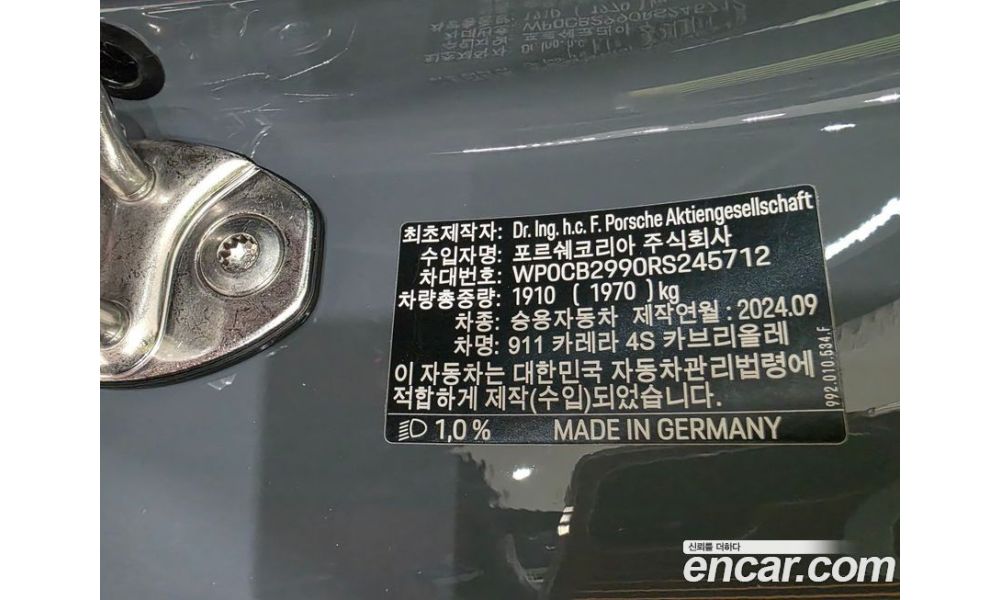 최초제작자: Dr. Ing. h.c. F. Porsche Aktiengesellschaft
수입자명: 포르쉐코리아 주식회사
차대번호: WP0CB2990RS245712
차량총중량: 1910 ( 1970 ) kg
차종: 승용자동차 제작연월 : 2024.09
차명: 911 카레라 4S 카브리올레
이 자동차는 대한민국 자동차관리법령에
적합하게 제작(수입)되었습니다.
1,0 % MADE IN GERMANY
992.010.534.F
신뢰를 더하다
encar.com